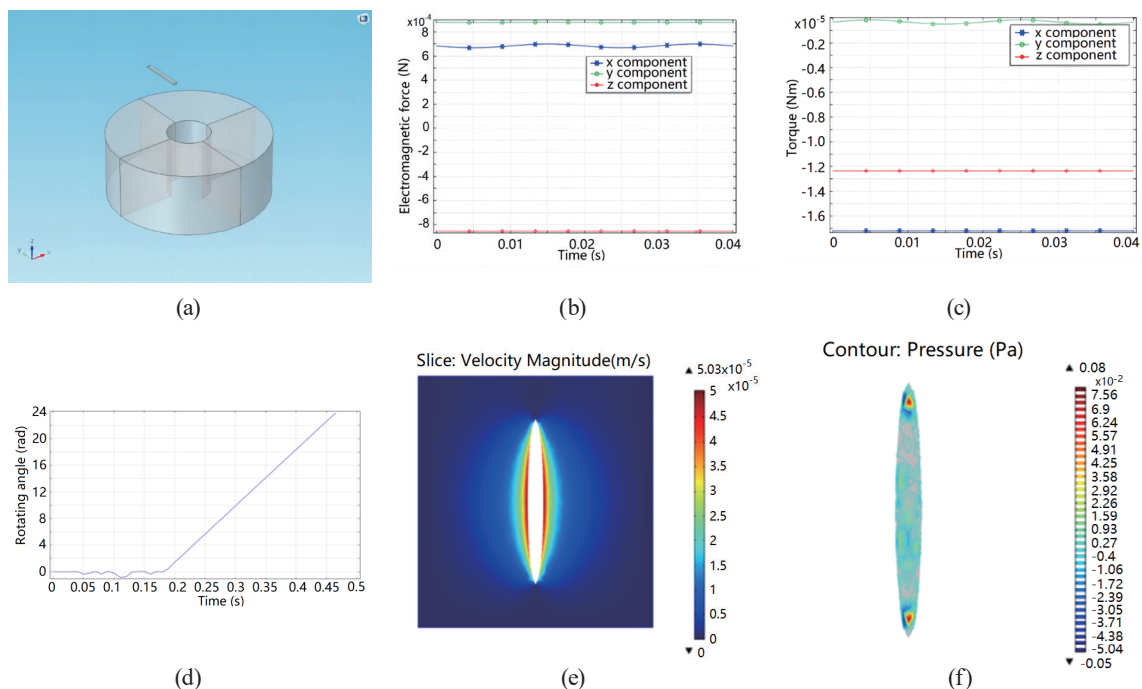 z
y
x
(a)
×10⁻⁴
8
6
4
2
0
-2
-4
-6
-8
Electromagnetic force (N)
x component
y component
z component
0 0.01 0.02 0.03 0.04
Time (s)
(b)
×10⁻⁵
-0.2
-0.4
-0.6
-0.8
-1.0
-1.2
-1.4
-1.6
Torque (Nm)
x component
y component
z component
0 0.01 0.02 0.03 0.04
Time (s)
(c)
24
20
16
12
8
4
0
Rotating angle (rad)
0 0.05 0.1 0.15 0.2 0.25 0.3 0.35 0.4 0.45 0.5
Time (s)
(d)
Slice: Velocity Magnitude(m/s)
▲ 5.03x10⁻⁵
×10⁻⁵
5
4.5
4
3.5
3
2.5
2
1.5
1
0.5
0
▼ 0
(e)
Contour: Pressure (Pa)
▲ 0.08
×10⁻²
7.56
6.9
6.24
5.57
4.91
4.25
3.58
2.92
2.26
1.59
0.93
0.27
-0.4
-1.06
-1.72
-2.39
-3.05
-3.71
-4.38
-5.04
▼ -0.05
(f)